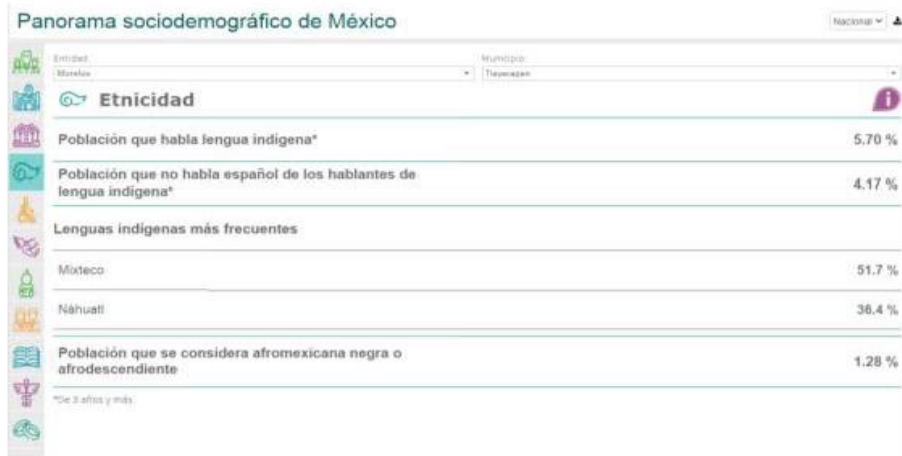 Panorama sociodemográfico de México
Nacional
Entidad: Municipio:
Morelos Tlayacapan
Etnicidad
i
Población que habla lengua indígena* 5.70 %
Población que no habla español de los hablantes de
lengua indígena* 4.17 %
Lenguas indígenas más frecuentes
Mixteco 51.7 %
Náhuatl 36.4 %
Población que se considera afromexicana negra o
afrodescendiente 1.28 %
*De 3 años y más